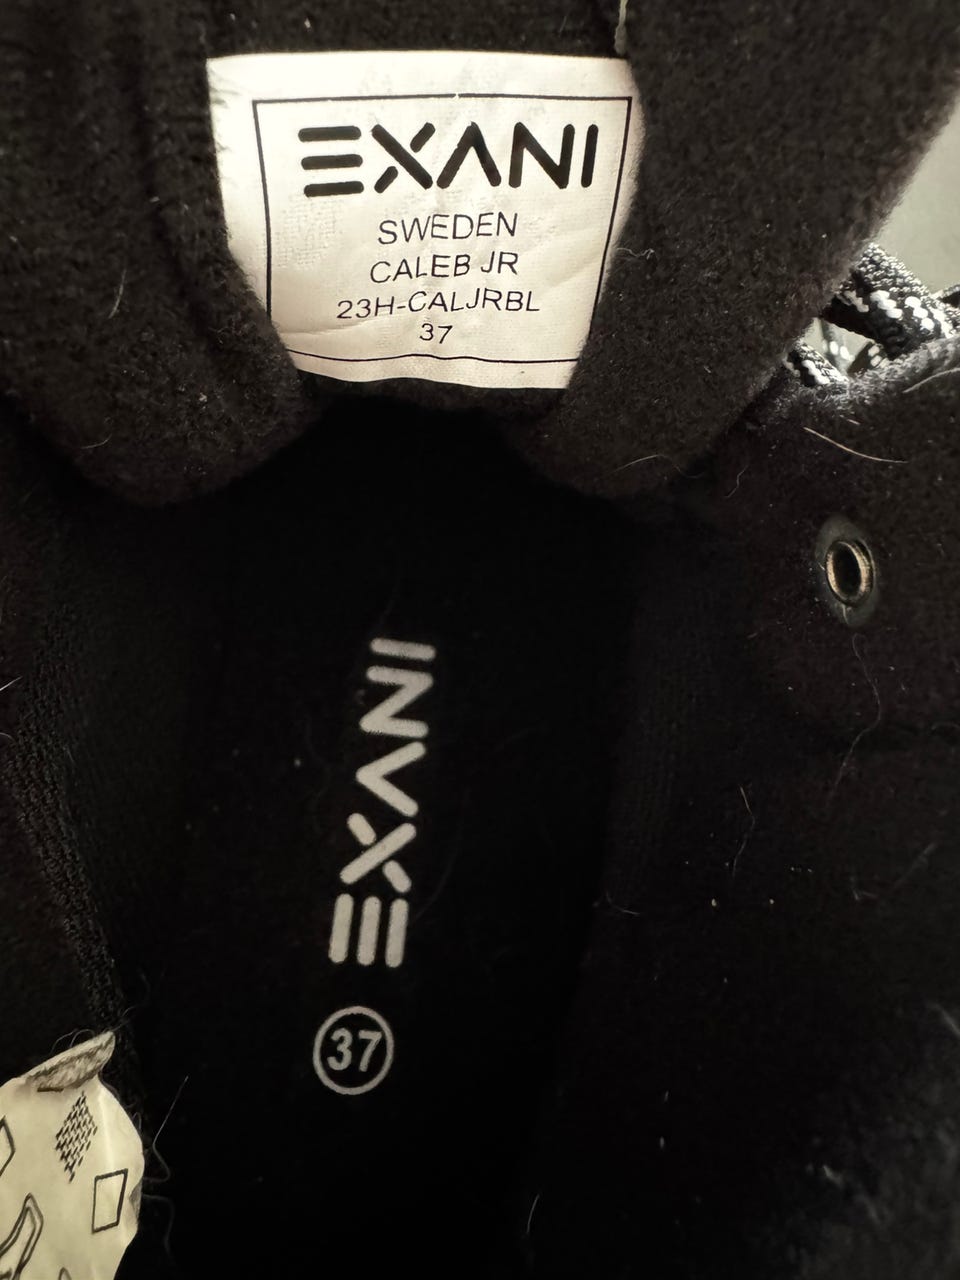 EXANI
SWEDEN
CALEB JR
23H-CALJRBL
37
EXANI
37